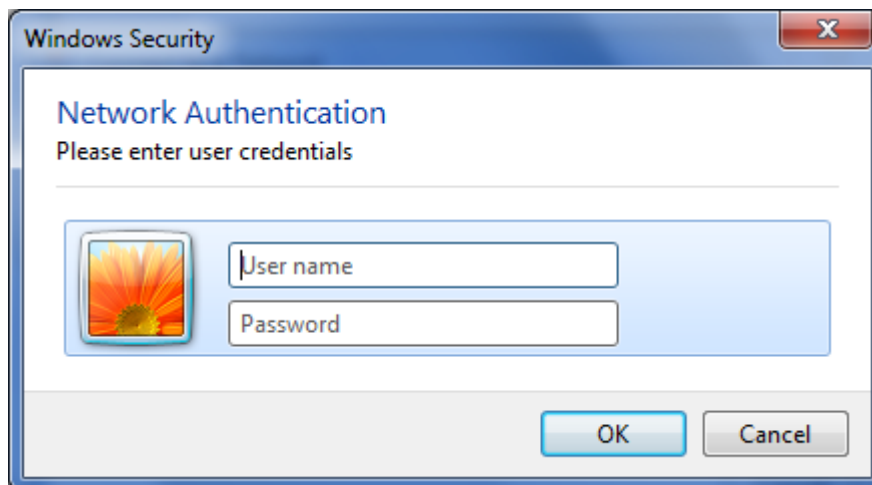 Windows Security
Network Authentication
Please enter user credentials
User name
Password
OK
Cancel